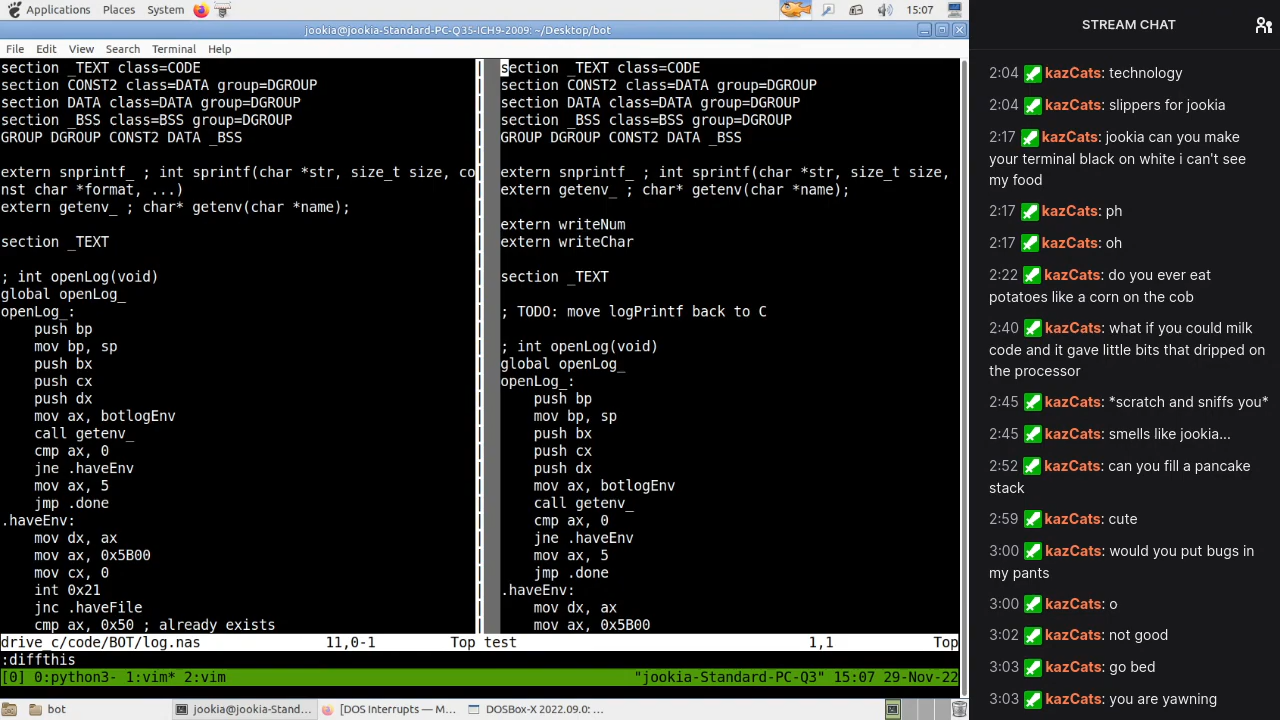 Applications Places System 15:07
jookia@jookia-Standard-PC-Q35-ICH9-2009: ~/Desktop/bot
File Edit View Search Terminal Help
section _TEXT class=CODE
section CONST2 class=DATA group=DGROUP
section DATA class=DATA group=DGROUP
section _BSS class=BSS group=DGROUP
GROUP DGROUP CONST2 DATA _BSS
extern snprintf_ ; int sprintf(char *str, size_t size, co
nst char *format, ...)
extern getenv_ ; char* getenv(char *name);
section _TEXT
; int openLog(void)
global openLog_
openLog_:
push bp
mov bp, sp
push bx
push cx
push dx
mov ax, botlogEnv
call getenv_
cmp ax, 0
jne .haveEnv
mov ax, 5
jmp .done
.haveEnv:
mov dx, ax
mov ax, 0x5B00
mov cx, 0
int 0x21
jnc .haveFile
cmp ax, 0x50 ; already exists
drive c/code/BOT/log.nas 11,0-1 Top
section _TEXT class=CODE
section CONST2 class=DATA group=DGROUP
section DATA class=DATA group=DGROUP
section _BSS class=BSS group=DGROUP
GROUP DGROUP CONST2 DATA _BSS
extern snprintf_ ; int sprintf(char *str, size_t size,
extern getenv_ ; char* getenv(char *name);
extern writeNum
extern writeChar
section _TEXT
; TODO: move logPrintf back to C
; int openLog(void)
global openLog_
openLog_:
push bp
mov bp, sp
push bx
push cx
push dx
mov ax, botlogEnv
call getenv_
cmp ax, 0
jne .haveEnv
mov ax, 5
jmp .done
.haveEnv:
mov dx, ax
mov ax, 0x5B00
test 1,1 Top
:diffthis
[0] 0:python3- 1:vim* 2:vim "jookia-Standard-PC-Q3" 15:07 29-Nov-22
bot jookia@jookia-Stand... [DOS Interrupts — M... DOSBox-X 2022.09.0: ...
STREAM CHAT
2:04 kazCats: technology
2:04 kazCats: slippers for jookia
2:17 kazCats: jookia can you make
your terminal black on white i can't see
my food
2:17 kazCats: ph
2:17 kazCats: oh
2:22 kazCats: do you ever eat
potatoes like a corn on the cob
2:40 kazCats: what if you could milk
code and it gave little bits that dripped on
the processor
2:45 kazCats: *scratch and sniffs you*
2:45 kazCats: smells like jookia...
2:52 kazCats: can you fill a pancake
stack
2:59 kazCats: cute
3:00 kazCats: would you put bugs in
my pants
3:00 kazCats: o
3:02 kazCats: not good
3:03 kazCats: go bed
3:03 kazCats: you are yawning